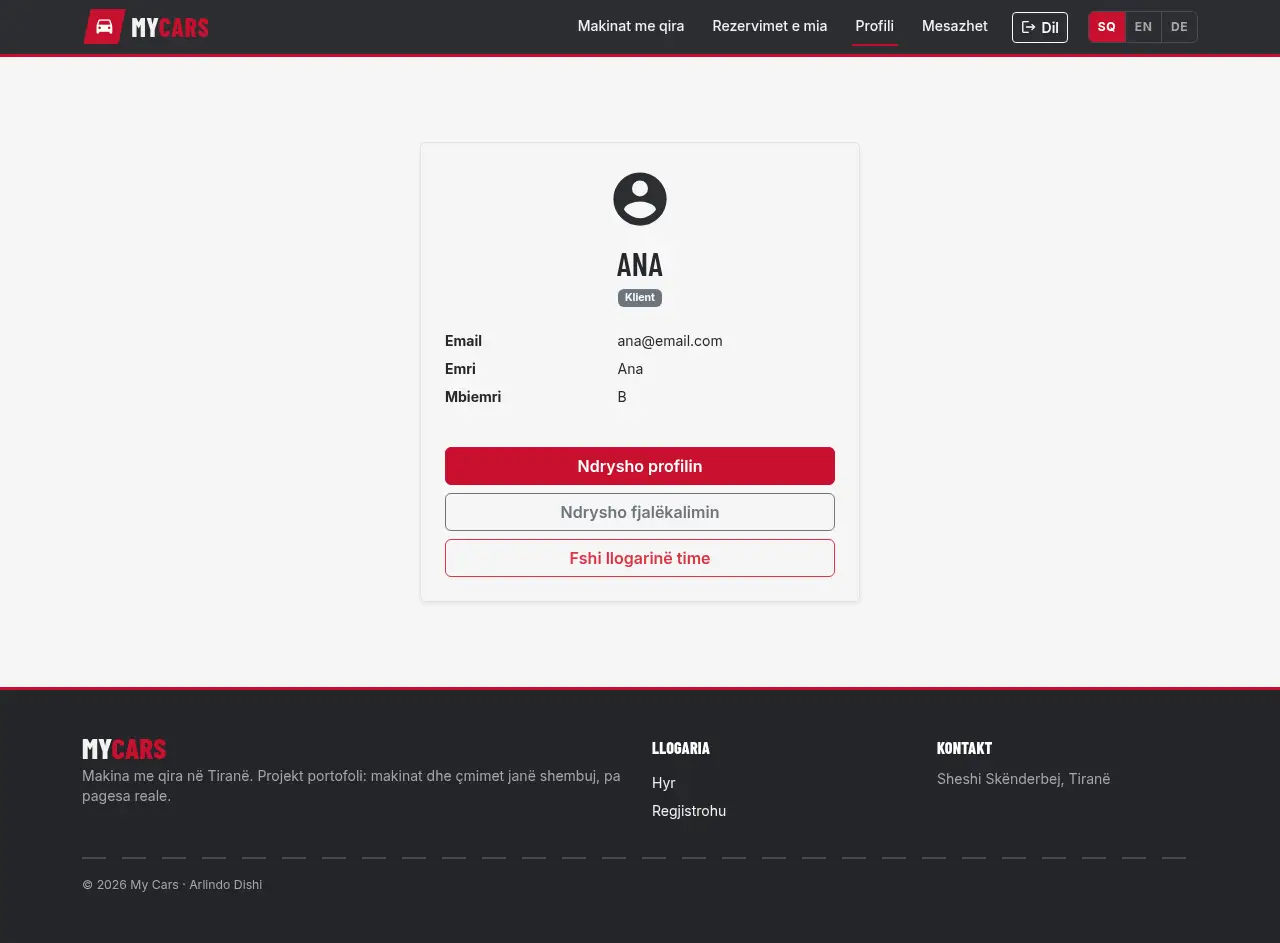 MYCARS
Makinat me qira
Rezervimet e mia
Profili
Mesazhet
Dil
SQ
EN
DE
ANA
Klient
Email ana@email.com
Emri Ana
Mbiemri B
Ndrysho profilin
Ndrysho fjalëkalimin
Fshi llogarinë time
MYCARS
Makina me qira në Tiranë. Projekt portofoli: makinat dhe çmimet janë shembuj, pa
pagesa reale.
LLOGARIA
Hyr
Regjistrohu
KONTAKT
Sheshi Skënderbej, Tiranë
© 2026 My Cars · Arlindo Dishi